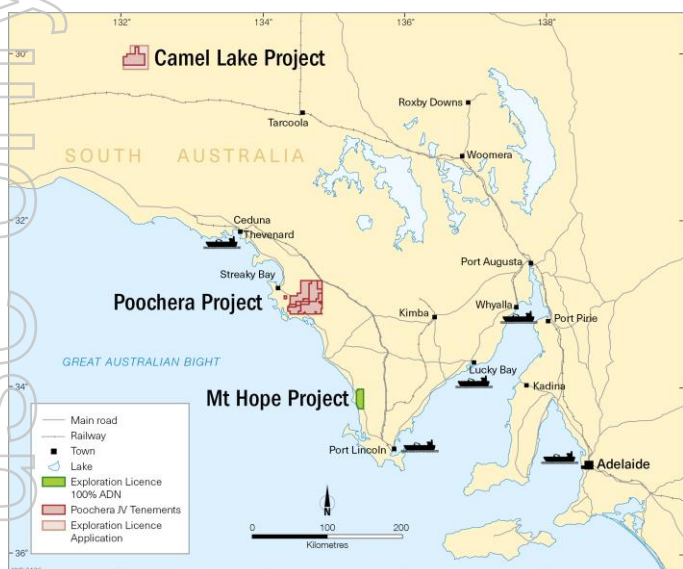 132°
134°
136°
138°
30°
Camel Lake Project
Roxby Downs
Tarcoola
SOUTH AUSTRALIA
Woomera
32°
Ceduna
Thevenard
Port Augusta
Streaky Bay
Poochera Project
Whyalla
Kimba
Port Pirie
GREAT AUSTRALIAN BIGHT
Lucky Bay
34°
Mt Hope Project
Kadina
Main road
Railway
Town
Lake
Port Lincoln
Adelaide
Exploration Licence
100% ADN
Poochera JV Tenements
Exploration Licence
Application
N
0 100 200
Kilometres
36°